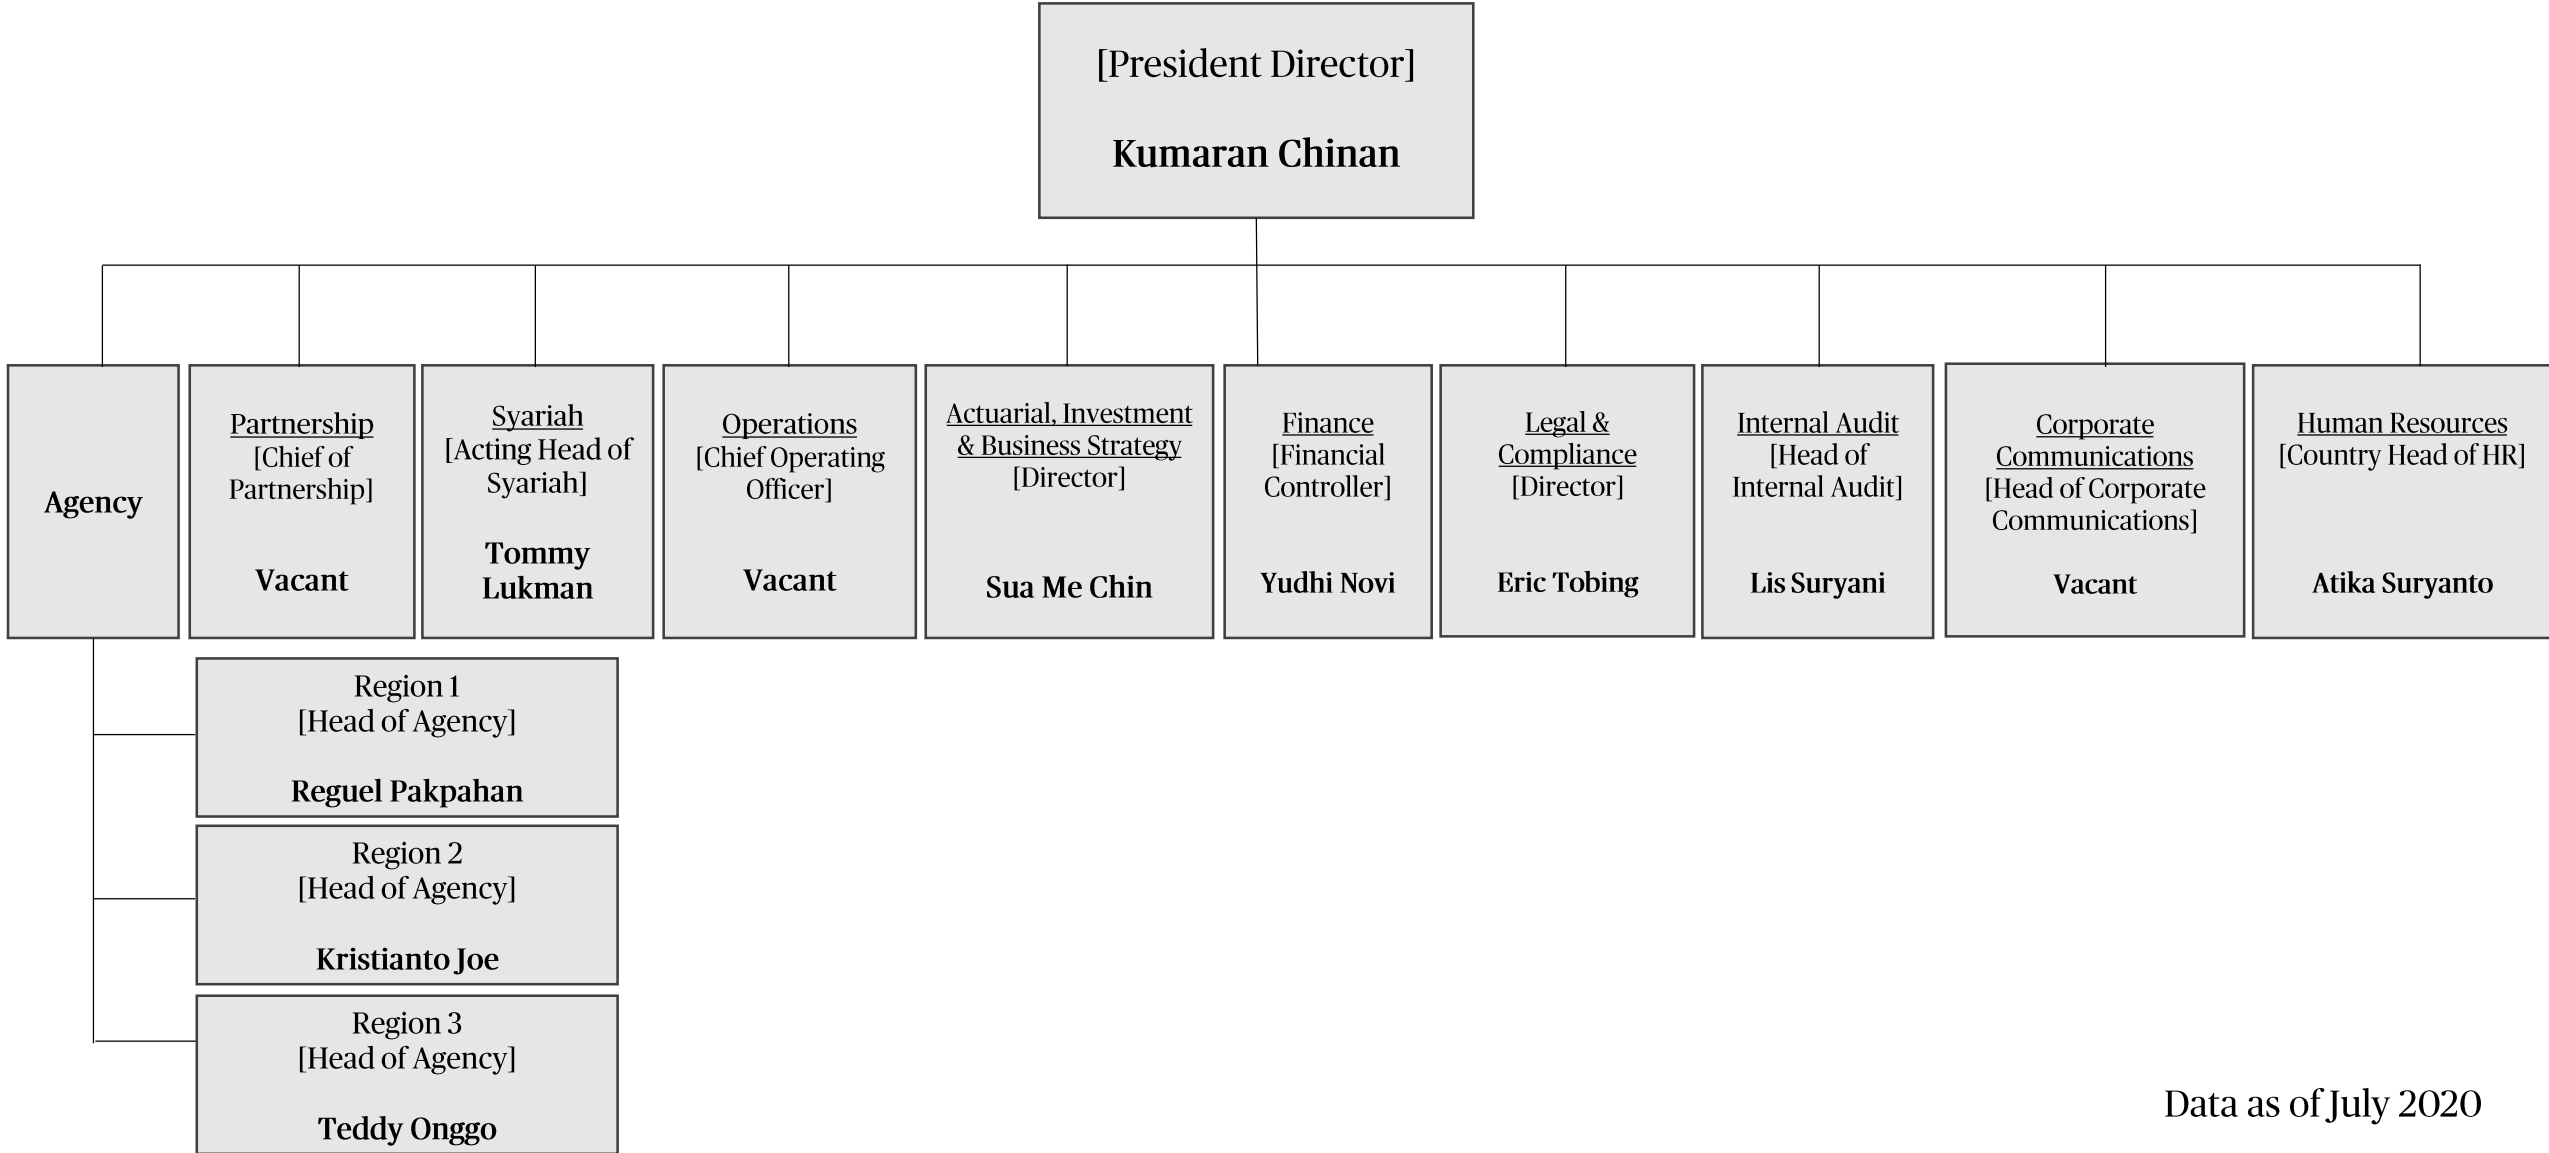 [President Director]
Kumaran Chinan
Agency
Partnership
[Chief of
Partnership]
Vacant
Syariah
[Acting Head of
Syariah]
Tommy
Lukman
Operations
[Chief Operating
Officer]
Vacant
Actuarial, Investment
& Business Strategy
[Director]
Sua Me Chin
Finance
[Financial
Controller]
Yudhi Novi
Legal &
Compliance
[Director]
Eric Tobing
Internal Audit
[Head of
Internal Audit]
Lis Suryani
Corporate
Communications
[Head of Corporate
Communications]
Vacant
Human Resources
[Country Head of HR]
Atika Suryanto
Region 1
[Head of Agency]
Reguel Pakpahan
Region 2
[Head of Agency]
Kristianto Joe
Region 3
[Head of Agency]
Teddy Onggo
Data as of July 2020